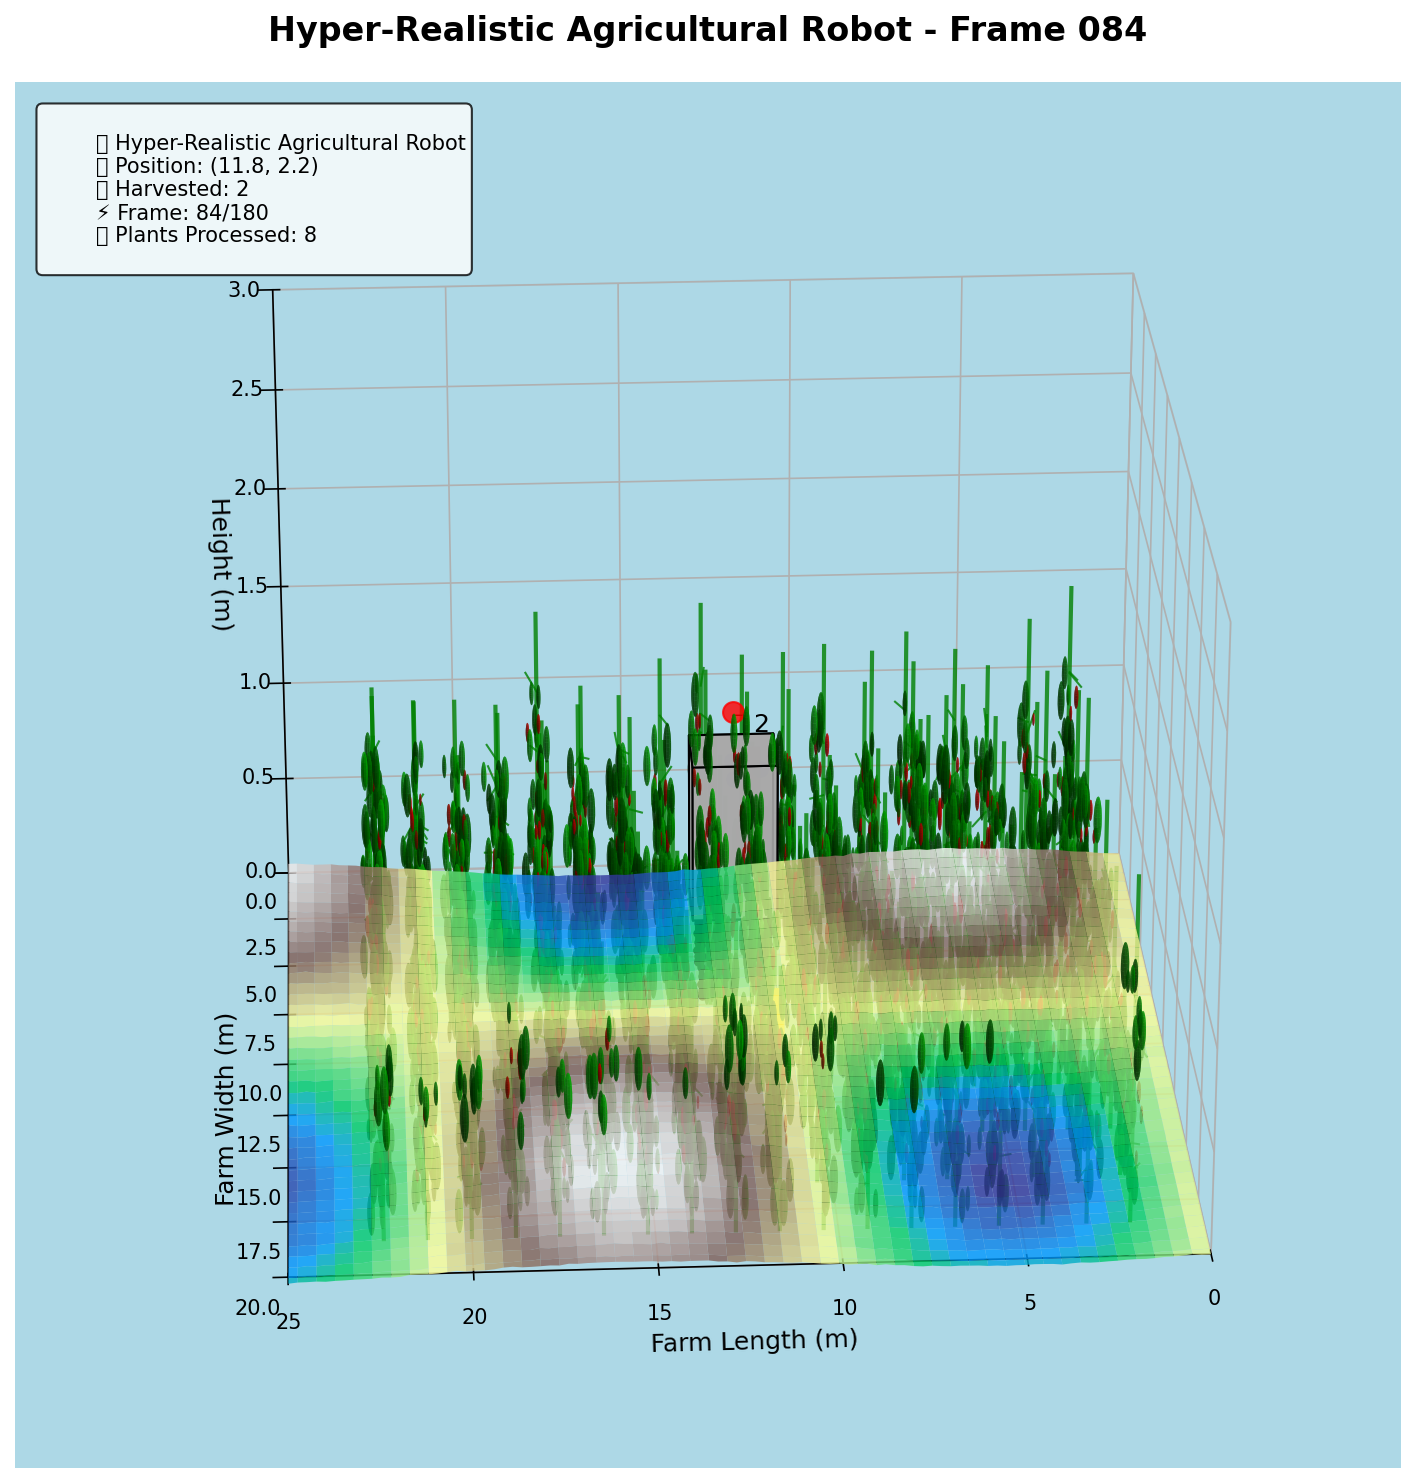 Hyper-Realistic Agricultural Robot - Frame 084
▯ Hyper-Realistic Agricultural Robot
▯ Position: (11.8, 2.2)
▯ Harvested: 2
⚡ Frame: 84/180
▯ Plants Processed: 8
3.0
2.5
2.0
1.5
1.0
0.5
0.0
Height (m)
2
0.0
2.5
5.0
7.5
10.0
12.5
15.0
17.5
20.0
Farm Width (m)
25
20
15
10
5
0
Farm Length (m)